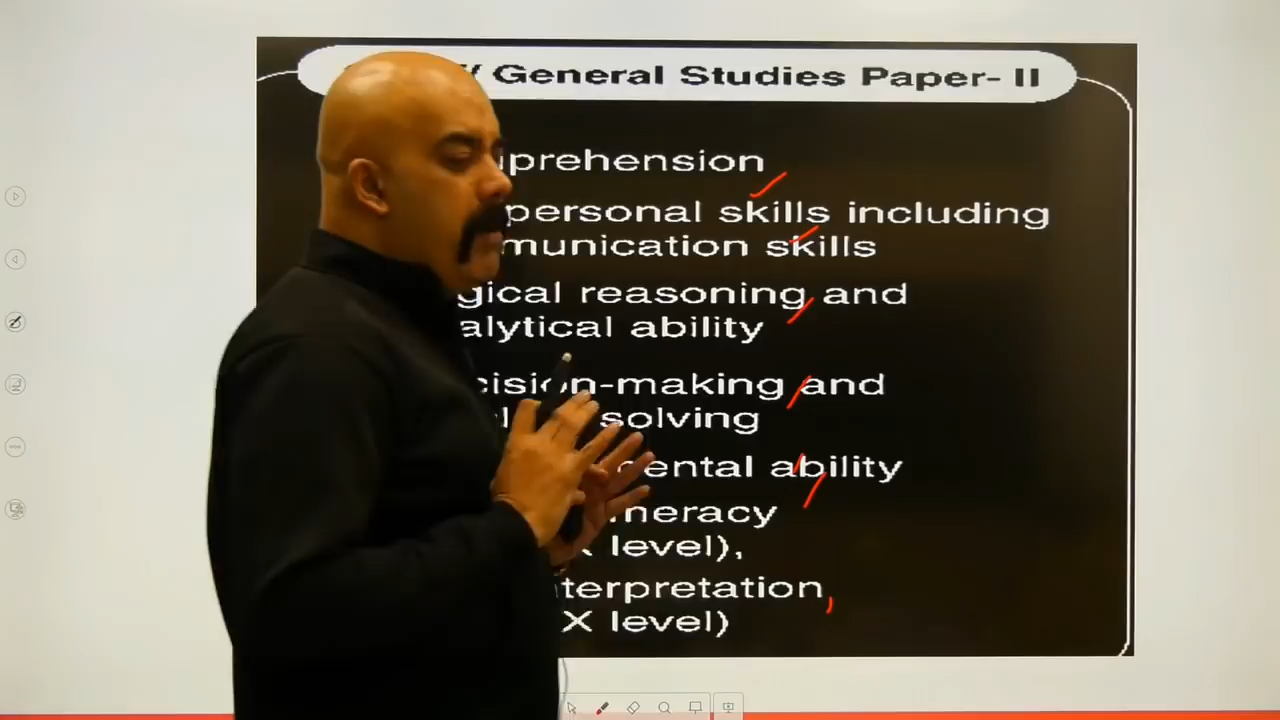 General Studies Paper- II
prehension
personal skills including
munication skills
gical reasoning and
alytical ability
cision-making and
solving
ental ability
meracy
level),
terpretation,
X level)